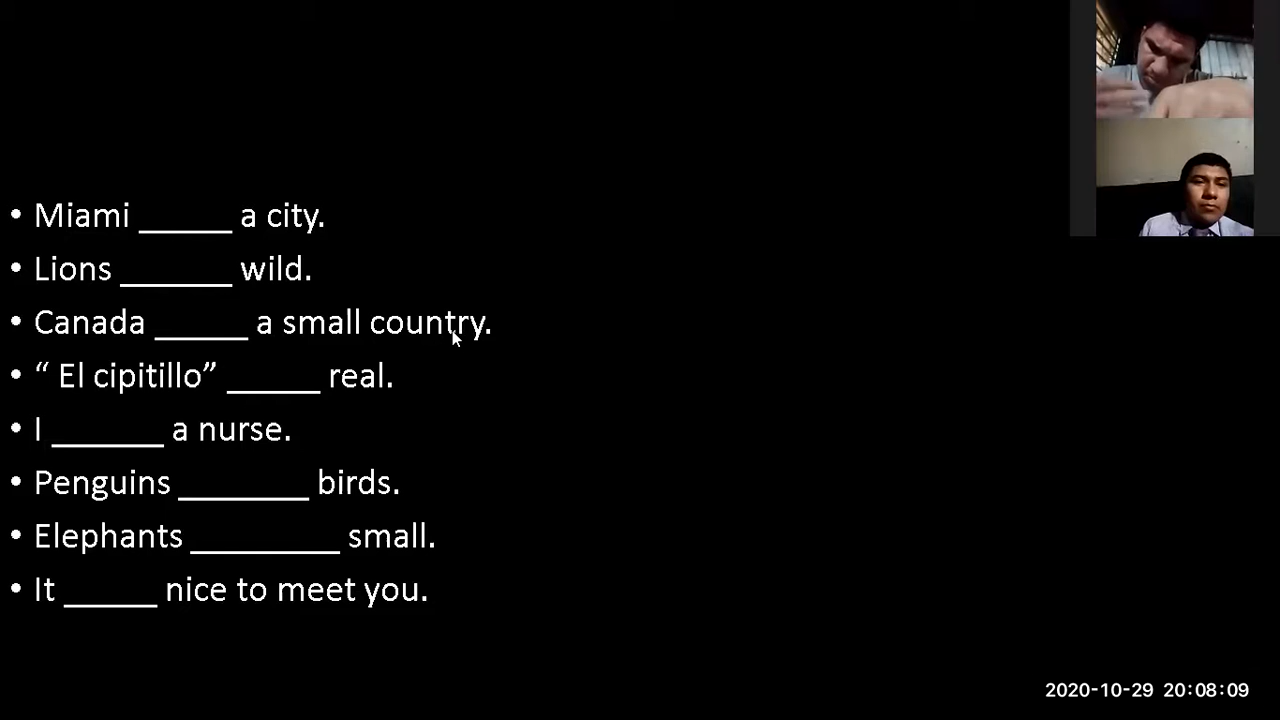 • Miami ______ a city.
• Lions _______ wild.
• Canada ______ a small country.
• “ El cipitillo” ______ real.
• I _______ a nurse.
• Penguins ________ birds.
• Elephants _________ small.
• It ______ nice to meet you.
2020-10-29 20:08:09